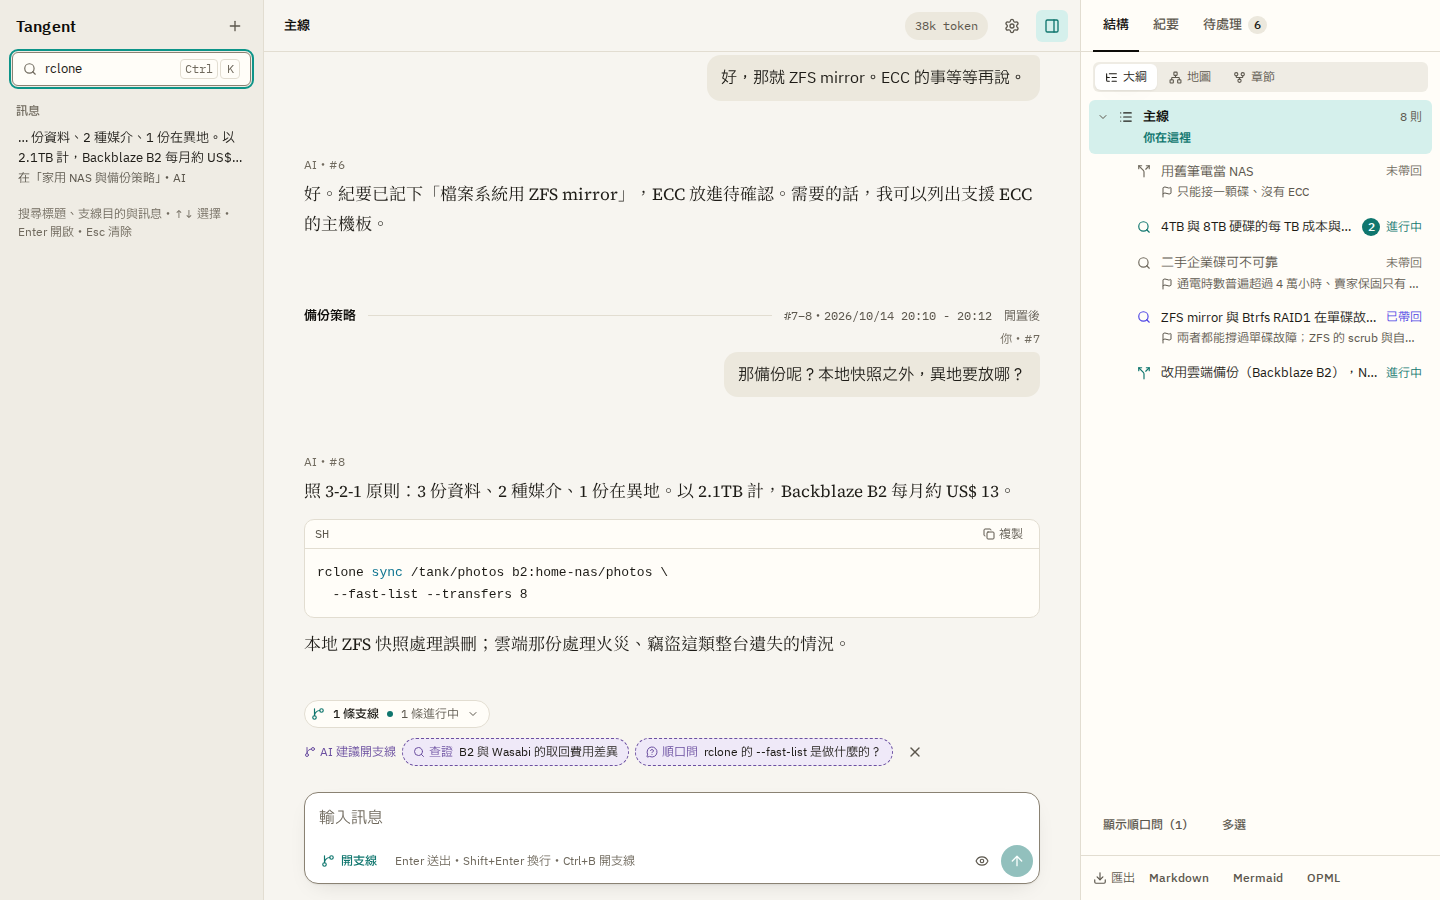 Tangent
rclone
Ctrl K
訊息
... 份資料、2 種媒介、1 份在異地。以
2.1TB 計，Backblaze B2 每月約 US$...
在「家用 NAS 與備份策略」・AI
搜尋標題、支線目的與訊息・↑↓ 選擇・
Enter 開啟・Esc 清除
主線
38k token
好，那就 ZFS mirror。ECC 的事等等再說。
AI・#6
好。紀要已記下「檔案系統用 ZFS mirror」，ECC 放進待確認。需要的話，我可以列出支援 ECC
的主機板。
備份策略
#7–8・2026/10/14 20:10 - 20:12 閒置後
你・#7
那備份呢？本地快照之外，異地要放哪？
AI・#8
照 3-2-1 原則：3 份資料、2 種媒介、1 份在異地。以 2.1TB 計，Backblaze B2 每月約 US$ 13。
SH
複製
rclone sync /tank/photos b2:home-nas/photos \
--fast-list --transfers 8
本地 ZFS 快照處理誤刪；雲端那份處理火災、竊盜這類整台遺失的情況。
1 條支線 1 條進行中
AI 建議開支線 查證 B2 與 Wasabi 的取回費用差異 順口問 rclone 的 --fast-list 是做什麼的？
輸入訊息
開支線 Enter 送出・Shift+Enter 換行・Ctrl+B 開支線
結構 紀要 待處理 6
大綱 地圖 章節
主線 8 則
你在這裡
用舊筆電當 NAS 未帶回
只能接一顆碟、沒有 ECC
4TB 與 8TB 硬碟的每 TB 成本與... 2 進行中
二手企業碟可不可靠 未帶回
通電時數普遍超過 4 萬小時、賣家保固只有 ...
ZFS mirror 與 Btrfs RAID1 在單碟故... 已帶回
兩者都能撐過單碟故障；ZFS 的 scrub 與自...
改用雲端備份（Backblaze B2），N... 進行中
顯示順口問（1） 多選
匯出 Markdown Mermaid OPML